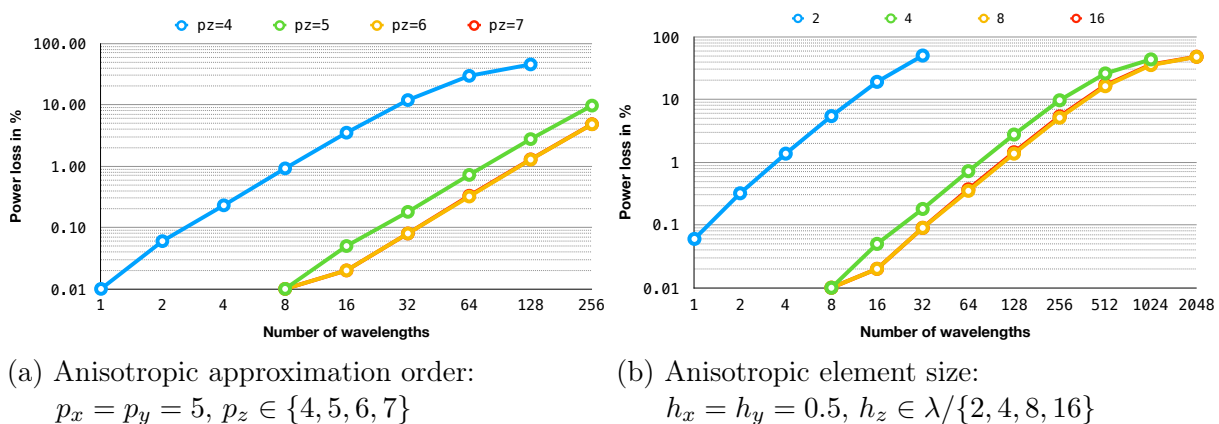 pz=4 pz=5 pz=6 pz=7
100.00
10.00
1.00
0.10
0.01
Power loss in %
1 2 4 8 16 32 64 128 256
Number of wavelengths
(a) Anisotropic approximation order:
p_x = p_y = 5, p_z ∈ {4, 5, 6, 7}
2 4 8 16
100
10
1
0.1
0.01
Power loss in %
1 2 4 8 16 32 64 128 256 512 1024 2048
Number of wavelengths
(b) Anisotropic element size:
h_x = h_y = 0.5, h_z ∈ λ/{2, 4, 8, 16}